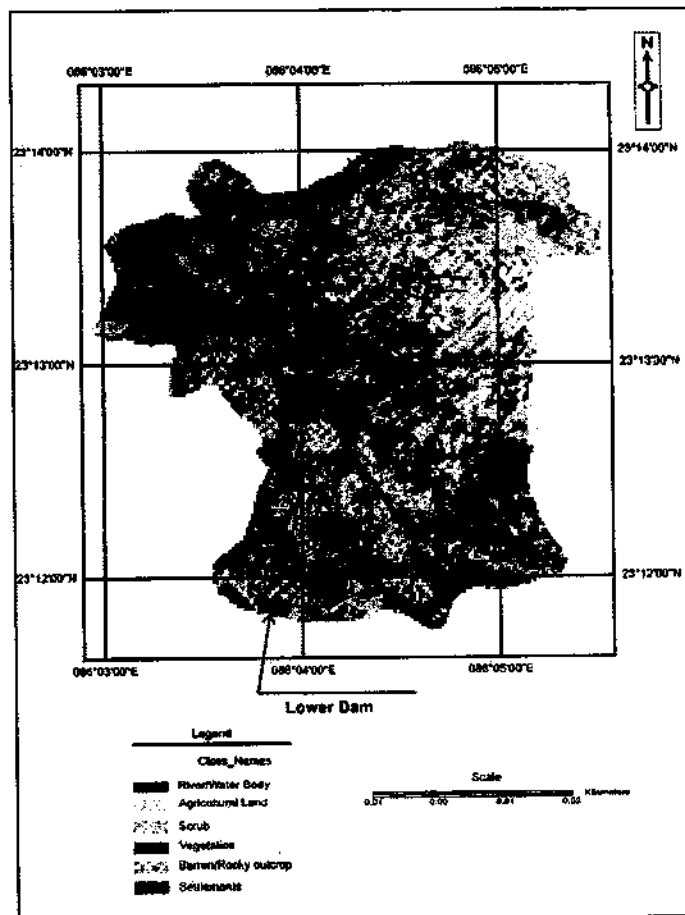 N
086°03'00"E 086°04'00"E 086°05'00"E
23°14'00"N 23°14'00"N
23°13'00"N 23°13'00"N
23°12'00"N 23°12'00"N
086°03'00"E 086°04'00"E 086°05'00"E
Lower Dam
Legend
Class_Names
River/Water Body
Agricultural Land
Scrub
Vegetation
Barren/Rocky outcrop
Settlements
Scale
Kilometers